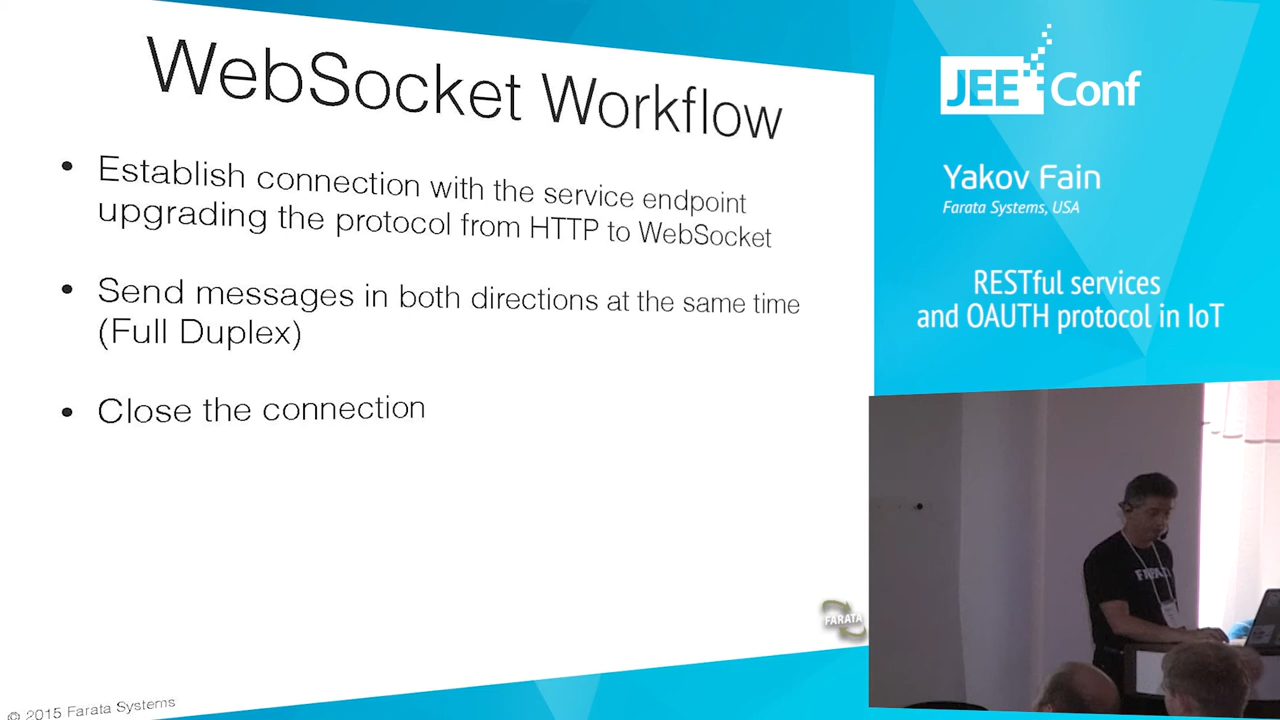 WebSocket Workflow
• Establish connection with the service endpoint
upgrading the protocol from HTTP to WebSocket
• Send messages in both directions at the same time
(Full Duplex)
• Close the connection
FARATA
© 2015 Farata Systems
JEE Conf
Yakov Fain
Farata Systems, USA
RESTful services
and OAUTH protocol in IoT